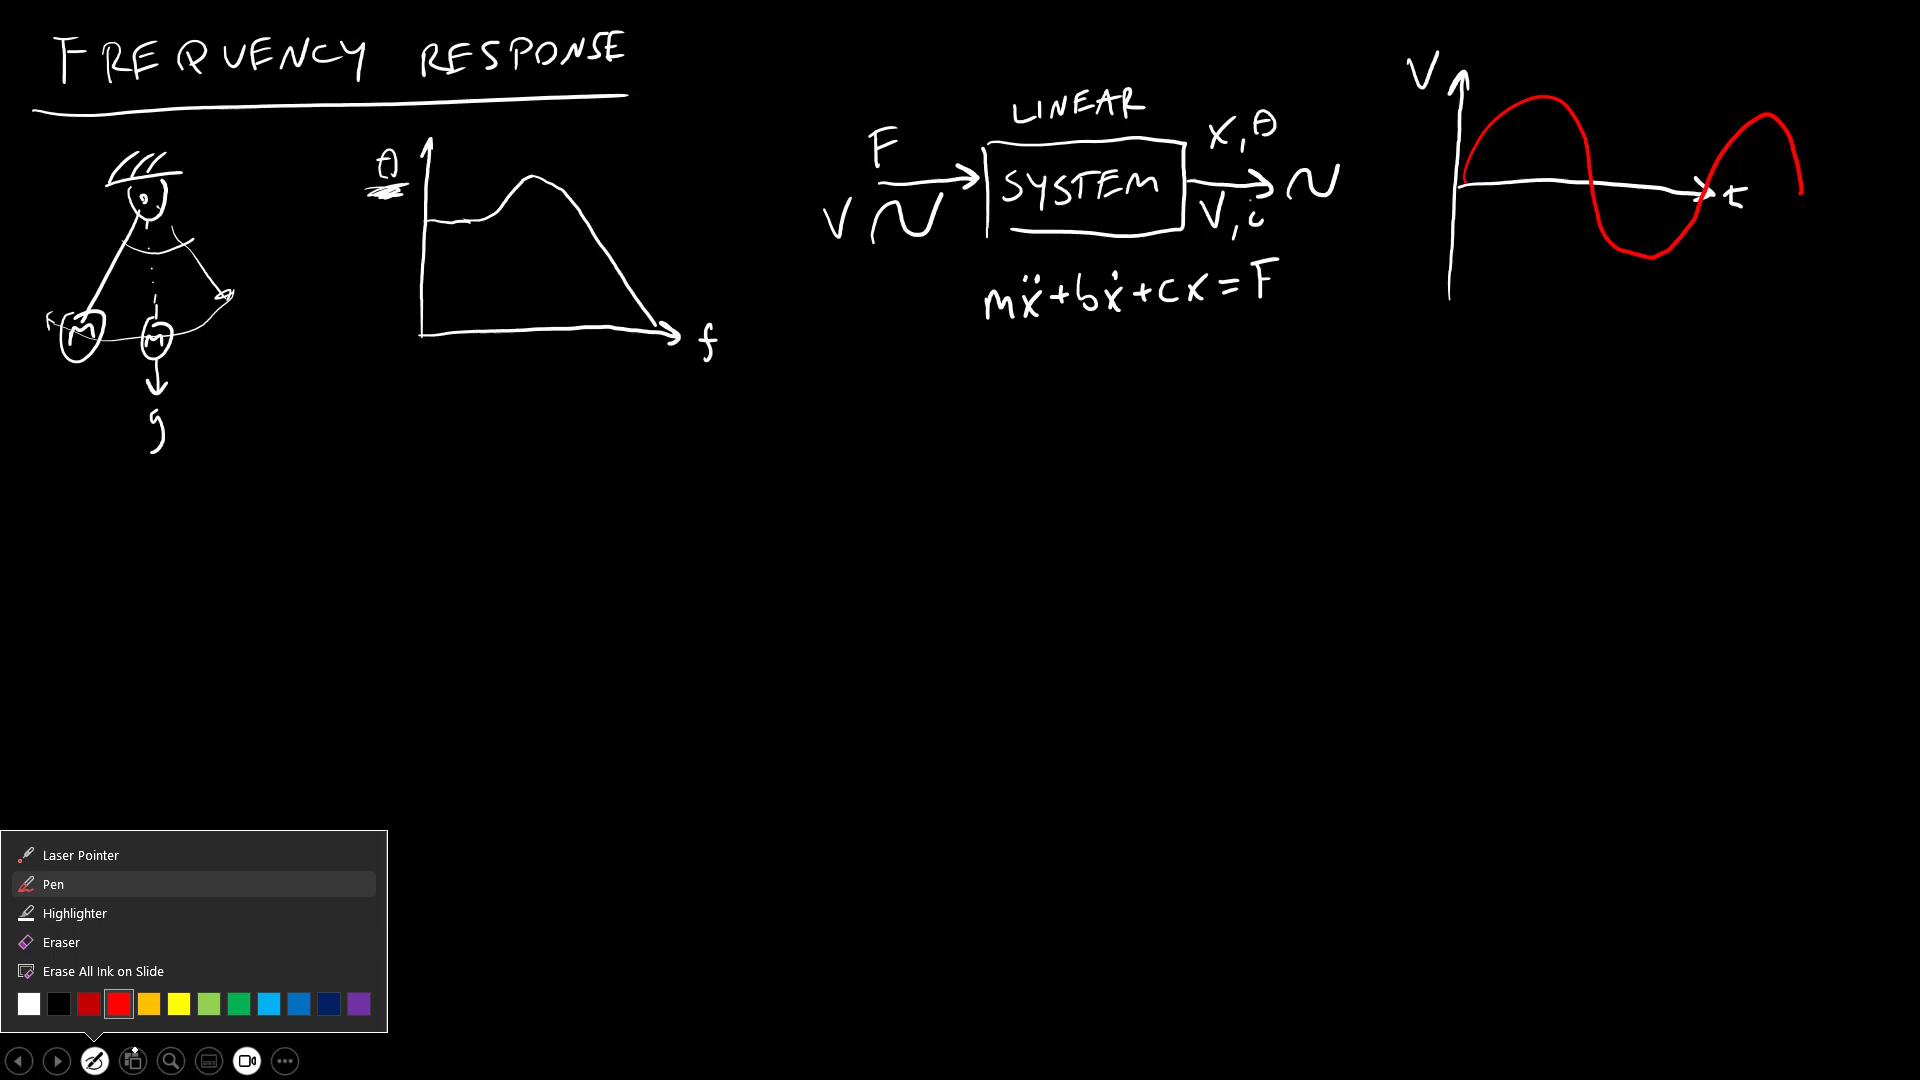 FREQUENCY RESPONSE
θ
f
M
M
g
LINEAR
F
SYSTEM
x, θ
V
V, i
mẍ+bẋ+cx=F
V
t
Laser Pointer
Pen
Highlighter
Eraser
Erase All Ink on Slide